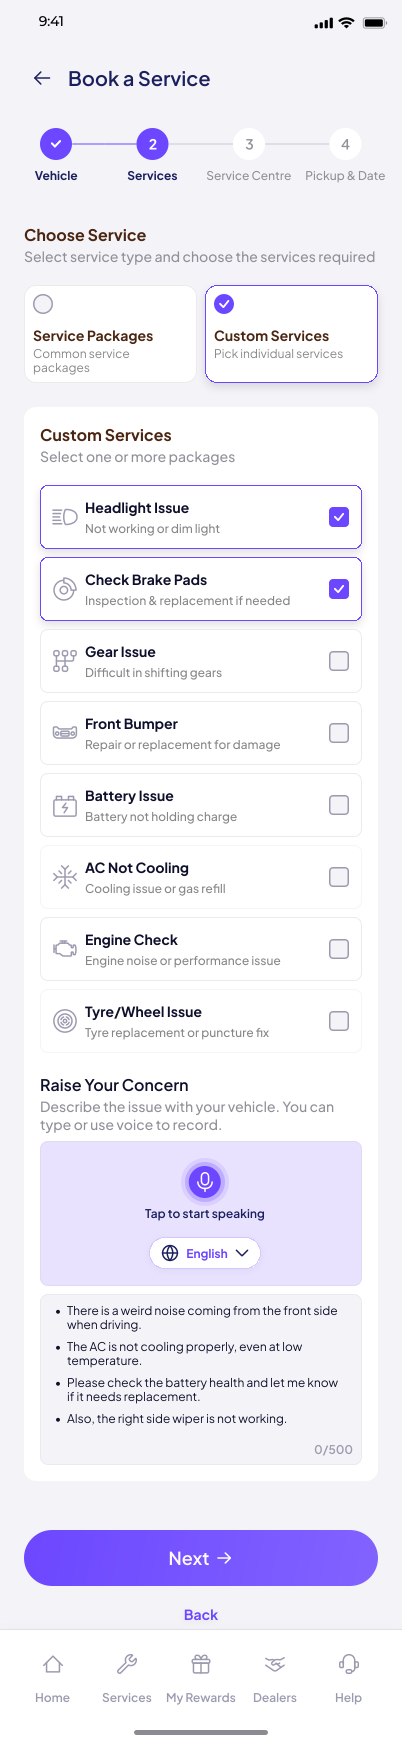 9:41
Book a Service
2
3
4
Vehicle
Services
Service Centre
Pickup & Date
Choose Service
Select service type and choose the services required
Service Packages
Common service
packages
Custom Services
Pick individual services
Custom Services
Select one or more packages
Headlight Issue
Not working or dim light
Check Brake Pads
Inspection & replacement if needed
Gear Issue
Difficult in shifting gears
Front Bumper
Repair or replacement for damage
Battery Issue
Battery not holding charge
AC Not Cooling
Cooling issue or gas refill
Engine Check
Engine noise or performance issue
Tyre/Wheel Issue
Tyre replacement or puncture fix
Raise Your Concern
Describe the issue with your vehicle. You can
type or use voice to record.
Tap to start speaking
English
• There is a weird noise coming from the front side
when driving.
• The AC is not cooling properly, even at low
temperature.
• Please check the battery health and let me know
if it needs replacement.
• Also, the right side wiper is not working.
0/500
Next →
Back
Home
Services
My Rewards
Dealers
Help